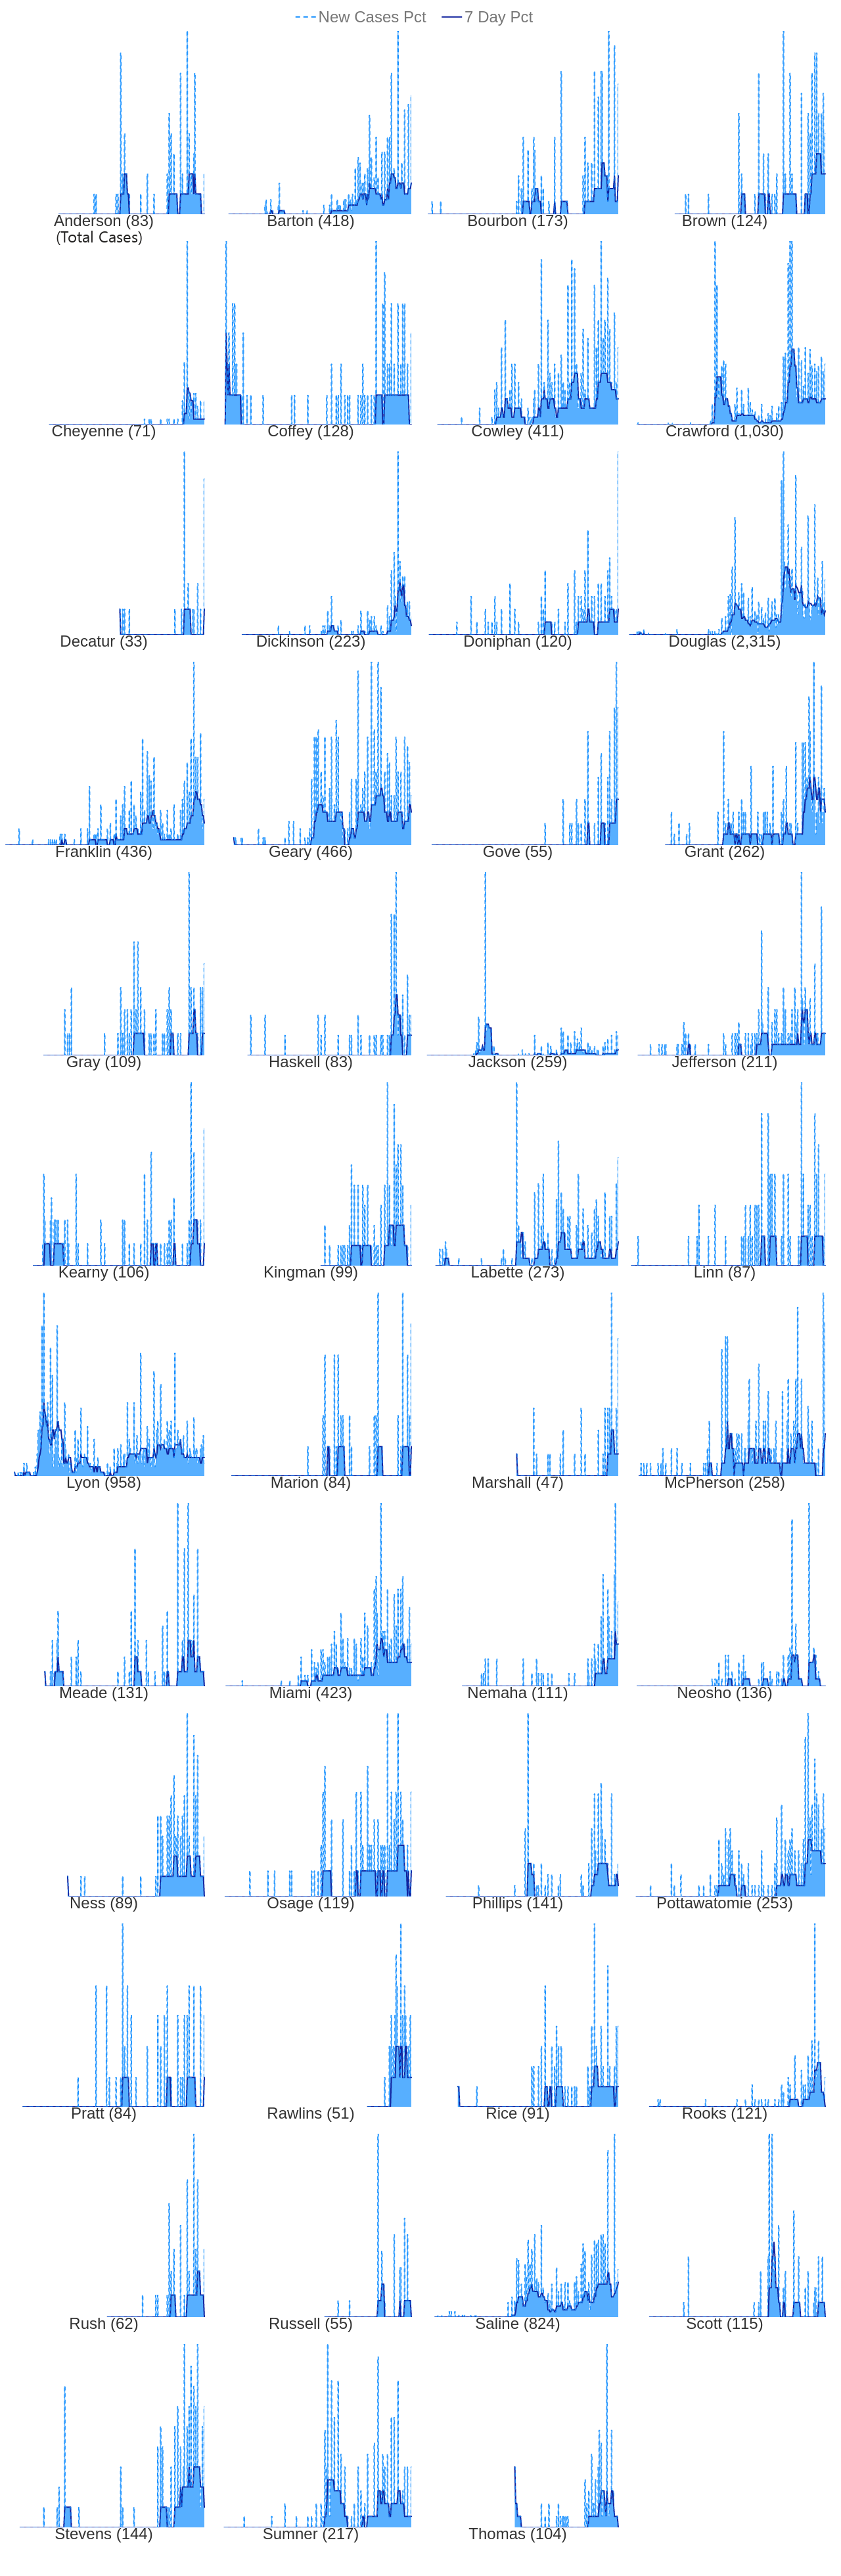 New Cases Pct 7 Day Pct
Anderson (83) Barton (418) Bourbon (173) Brown (124)
(Total Cases)
Cheyenne (71) Coffey (128) Cowley (411) Crawford (1,030)
Decatur (33) Dickinson (223) Doniphan (120) Douglas (2,315)
Franklin (436) Geary (466) Gove (55) Grant (262)
Gray (109) Haskell (83) Jackson (259) Jefferson (211)
Kearny (106) Kingman (99) Labette (273) Linn (87)
Lyon (958) Marion (84) Marshall (47) McPherson (258)
Meade (131) Miami (423) Nemaha (111) Neosho (136)
Ness (89) Osage (119) Phillips (141) Pottawatomie (253)
Pratt (84) Rawlins (51) Rice (91) Rooks (121)
Rush (62) Russell (55) Saline (824) Scott (115)
Stevens (144) Sumner (217) Thomas (104)